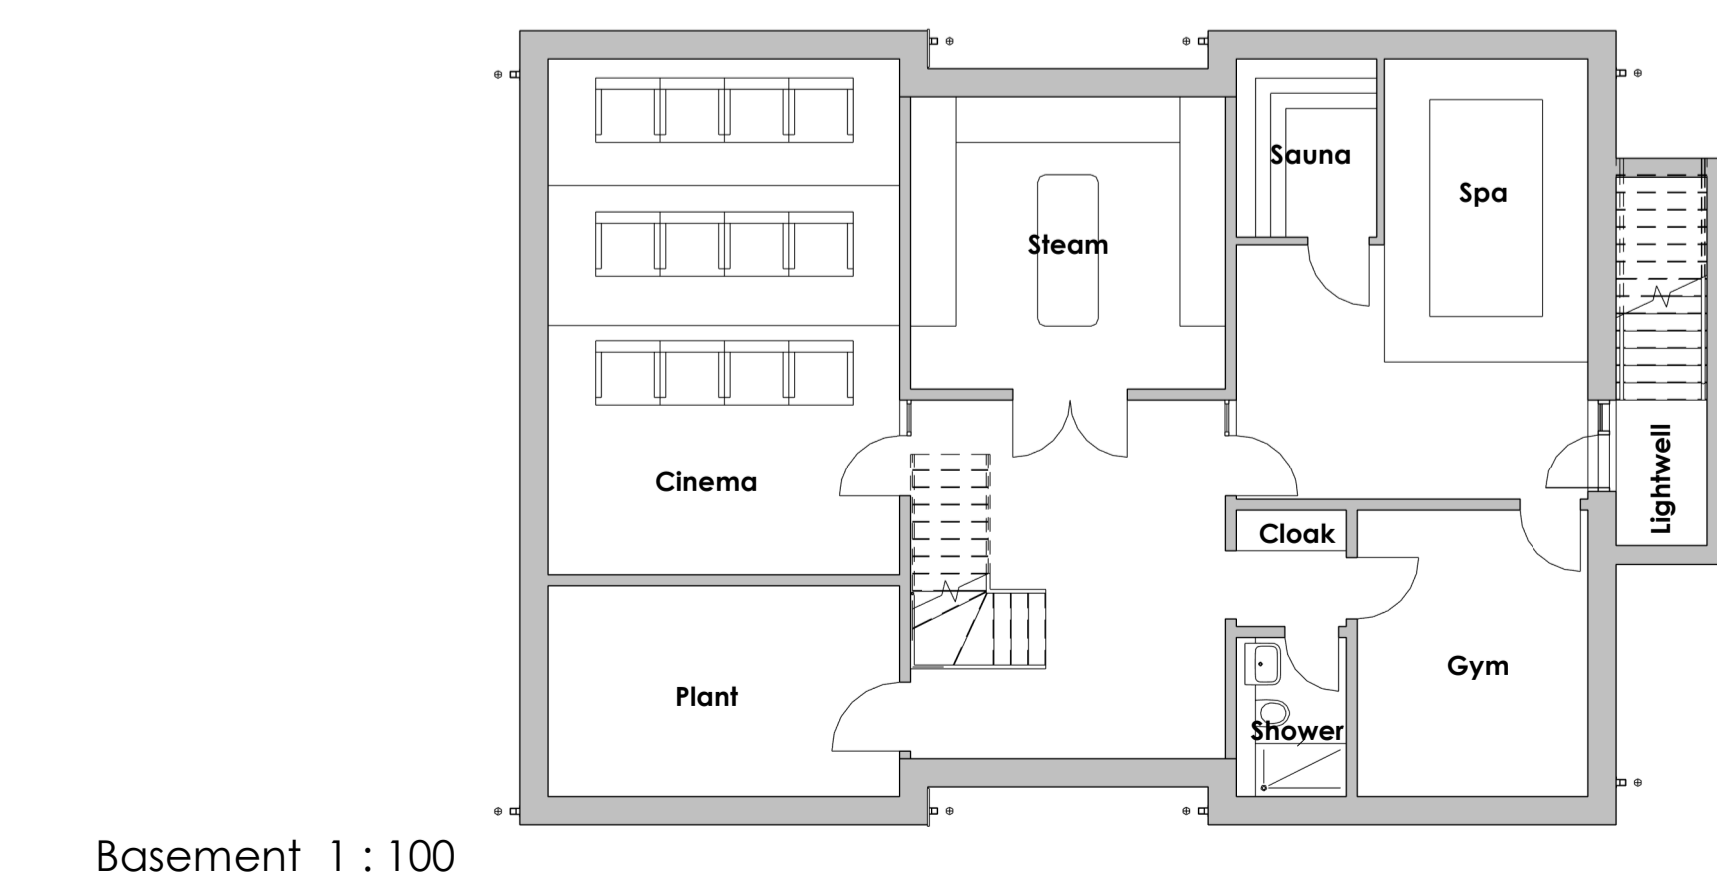 Sauna
Spa
Steam
Cinema
Lightwell
Cloak
Gym
Plant
Shower
Basement 1 : 100